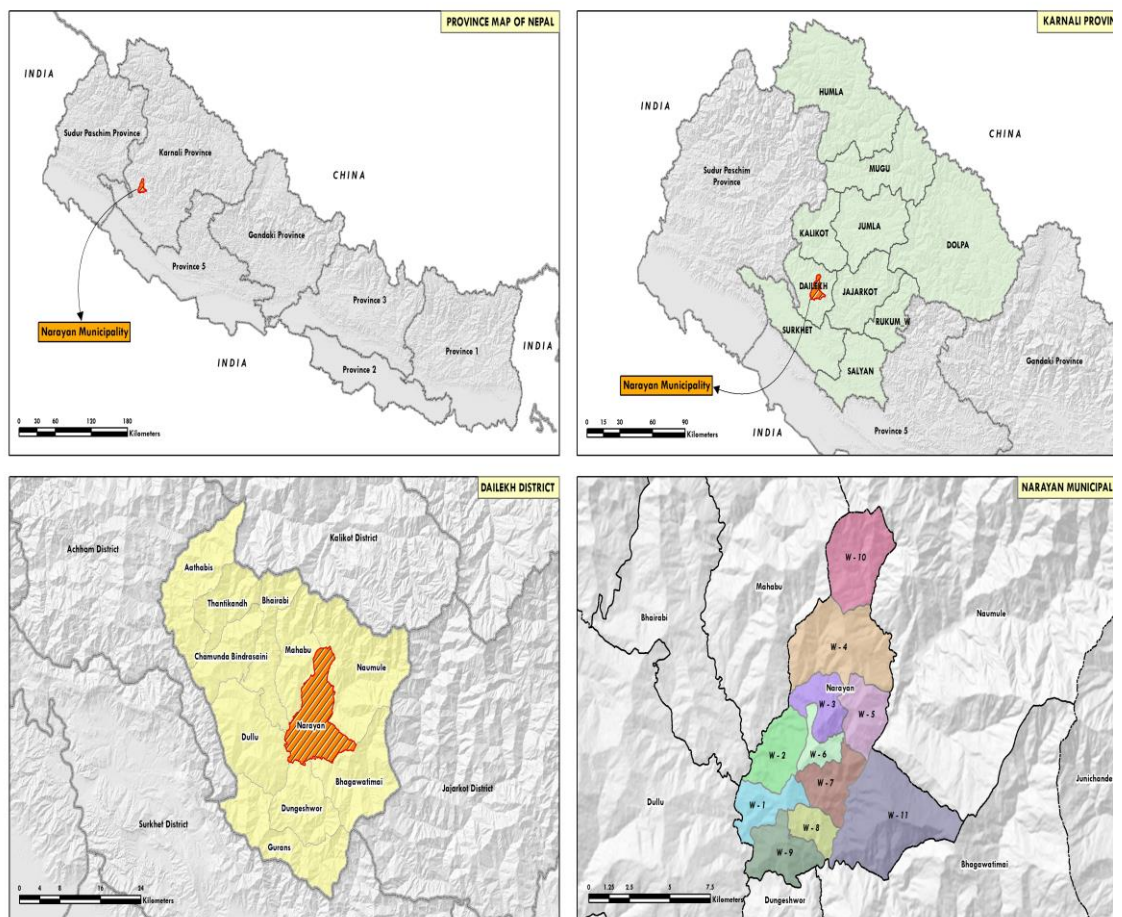 PROVINCE MAP OF NEPAL
INDIA
Sudur Paschim Province
Karnali Province
CHINA
Gandaki Province
Province 5
Province 3
Narayan Municipality
Province 1
INDIA
INDIA
Province 2
0 30 60 120 180
Kilometers
KARNALI PROVIN
INDIA
HUMLA
CHINA
Sudur Paschim
Province
MUGU
KALIKOT
JUMLA
DOLPA
DAILEKH
JAJARKOT
RUKUM_W
SURKHET
Gandaki Province
SALYAN
Narayan Municipality
Province 5
INDIA
0 15 30 60 90
Kilometers
DAILEKH DISTRICT
Achham District
Kalikot District
Aathabis
Thantikandh
Bhairabi
Mahabu
Chamunda Bindrasaini
Naumule
Narayan
Dullu
Bhagawatimai
Jajarkot District
Dungeshwor
Surkhet District
Gurans
0 4 8 16 24
Kilometers
NARAYAN MUNICIPAL
W - 10
Mahabu
Naumule
Bhairabi
W - 4
Narayan
W - 3
W - 5
W - 2
W - 6
Junichande
W - 7
Dullu
W - 1
W - 11
W - 8
W - 9
Bhagawatimai
0 1.25 2.5 5 7.5
Kilometers
Dungeshwor